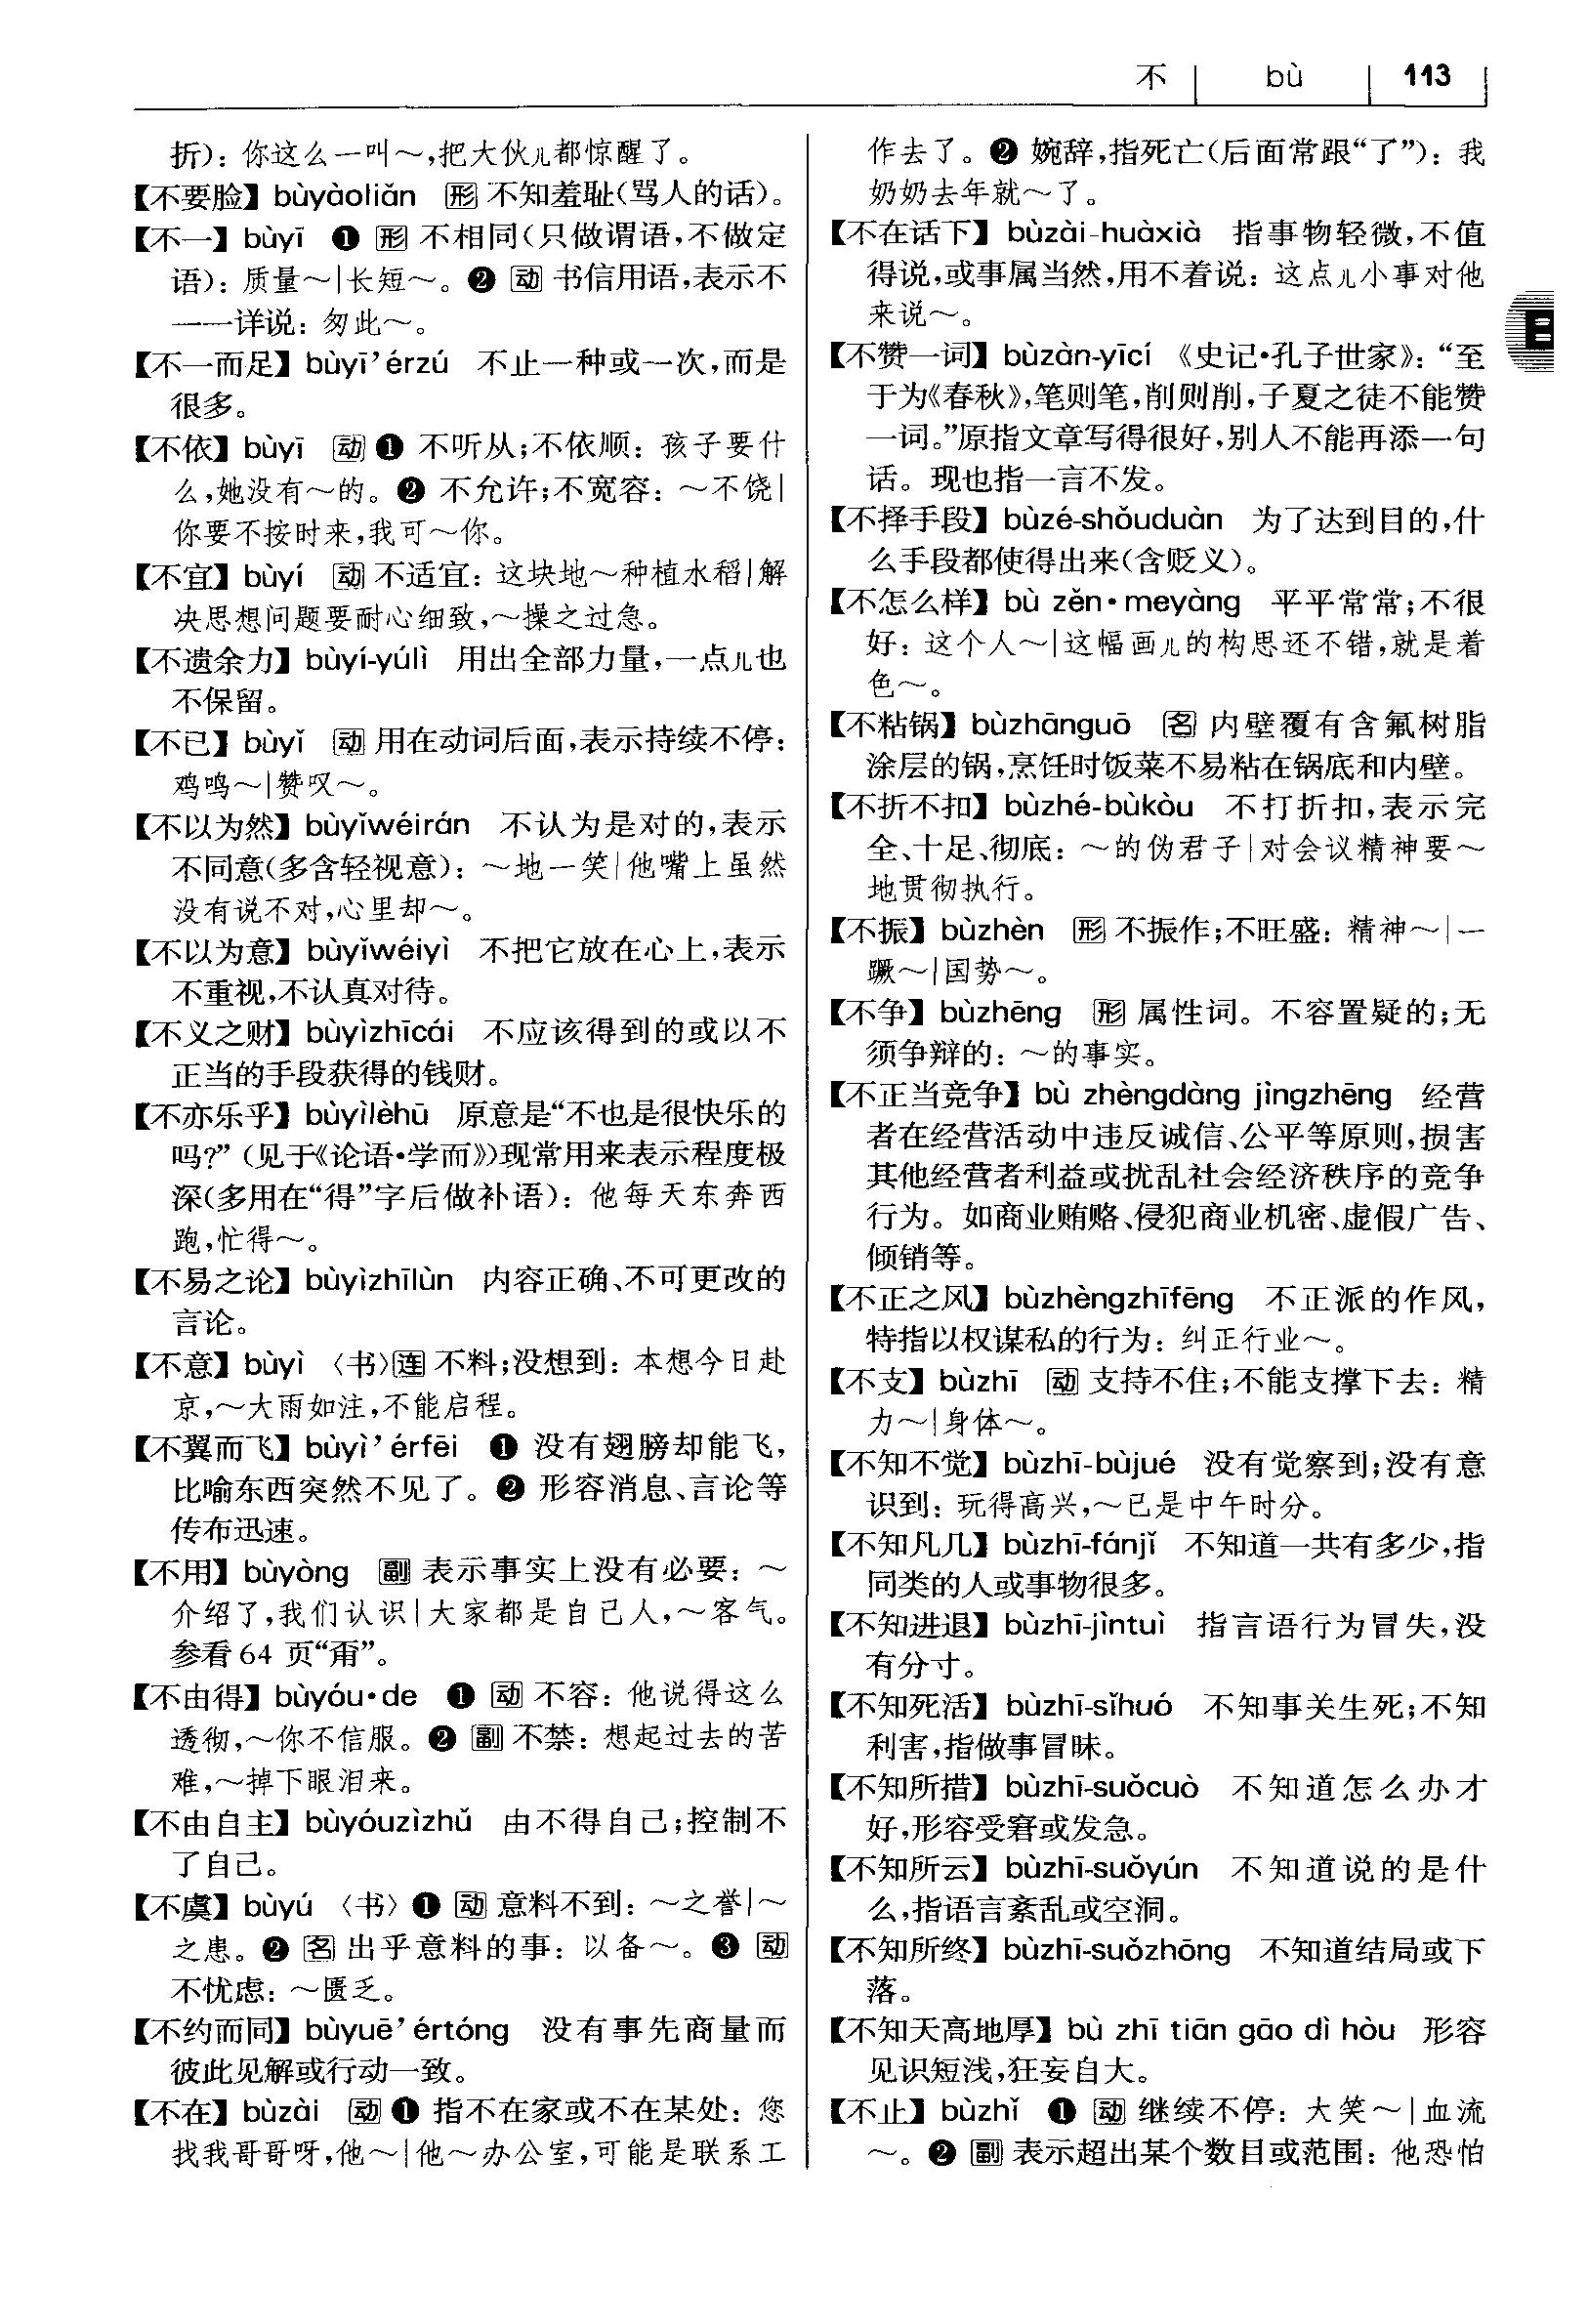 不 bù 113
折）：你这么一叫～，把大伙儿都惊醒了。
【不要脸】bùyàoliǎn 形 不知羞耻（骂人的话）。
【不一】bùyī ❶ 形 不相同（只做谓语，不做定
语）：质量～|长短～。❷ 动 书信用语，表示不
一一详说：匆此～。
【不一而足】bùyī’érzú 不止一种或一次，而是
很多。
【不依】bùyī 动 ❶ 不听从；不依顺：孩子要什
么，她没有～的。❷ 不允许；不宽容：～不饶|
你要不按时来，我可～你。
【不宜】bùyí 动 不适宜：这块地～种植水稻|解
决思想问题要耐心细致，～操之过急。
【不遗余力】bùyí-yúlì 用出全部力量，一点儿也
不保留。
【不已】bùyǐ 动 用在动词后面，表示持续不停：
鸡鸣～|赞叹～。
【不以为然】bùyǐwéirán 不认为是对的，表示
不同意（多含轻视意）：～地一笑|他嘴上虽然
没有说不对，心里却～。
【不以为意】bùyǐwéiyì 不把它放在心上，表示
不重视，不认真对待。
【不义之财】bùyìzhīcái 不应该得到的或以不
正当的手段获得的钱财。
【不亦乐乎】bùyìlèhū 原意是“不也是很快乐的
吗？”（见于《论语·学而》）现常用来表示程度极
深（多用在“得”字后做补语）：他每天东奔西
跑，忙得～。
【不易之论】bùyìzhīlùn 内容正确、不可更改的
言论。
【不意】bùyì 〈书〉连 不料；没想到：本想今日赴
京，～大雨如注，不能启程。
【不翼而飞】bùyì’érfēi ❶ 没有翅膀却能飞，
比喻东西突然不见了。❷ 形容消息、言论等
传布迅速。
【不用】bùyòng 副 表示事实上没有必要：～
介绍了，我们认识|大家都是自己人，～客气。
参看64 页“甭”。
【不由得】bùyóu·de ❶ 动 不容：他说得这么
透彻，～你不信服。❷ 副 不禁：想起过去的苦
难，～掉下眼泪来。
【不由自主】bùyóuzìzhǔ 由不得自己；控制不
了自己。
【不虞】bùyú 〈书〉❶ 动 意料不到：～之誉|～
之患。❷ 名 出乎意料的事：以备～。❸ 动
不忧虑：～匮乏。
【不约而同】bùyuē’értóng 没有事先商量而
彼此见解或行动一致。
【不在】bùzài 动 ❶ 指不在家或不在某处：您
找我哥哥呀，他～|他～办公室，可能是联系工
作去了。❷ 婉辞，指死亡（后面常跟“了”）：我
奶奶去年就～了。
【不在话下】bùzài-huàxià 指事物轻微，不值
得说，或事属当然，用不着说：这点儿小事对他
来说～。
【不赞一词】bùzàn-yīcí 《史记·孔子世家》：“至
于为《春秋》，笔则笔，削则削，子夏之徒不能赞
一词。”原指文章写得很好，别人不能再添一句
话。现也指一言不发。
【不择手段】bùzé-shǒuduàn 为了达到目的，什
么手段都使得出来（含贬义）。
【不怎么样】bù zěn·meyàng 平平常常；不很
好：这个人～|这幅画儿的构思还不错，就是着
色～。
【不粘锅】bùzhānguō 名 内壁覆有含氟树脂
涂层的锅，烹饪时饭菜不易粘在锅底和内壁。
【不折不扣】bùzhé-bùkòu 不打折扣，表示完
全、十足、彻底：～的伪君子|对会议精神要～
地贯彻执行。
【不振】bùzhèn 形 不振作；不旺盛：精神～|一
蹶～|国势～。
【不争】bùzhēng 形 属性词。不容置疑的；无
须争辩的：～的事实。
【不正当竞争】bù zhèngdàng jìngzhēng 经营
者在经营活动中违反诚信、公平等原则，损害
其他经营者利益或扰乱社会经济秩序的竞争
行为。如商业贿赂、侵犯商业机密、虚假广告、
倾销等。
【不正之风】bùzhèngzhīfēng 不正派的作风，
特指以权谋私的行为：纠正行业～。
【不支】bùzhī 动 支持不住；不能支撑下去：精
力～|身体～。
【不知不觉】bùzhī-bùjué 没有觉察到；没有意
识到：玩得高兴，～已是中午时分。
【不知凡几】bùzhī-fánjǐ 不知道一共有多少，指
同类的人或事物很多。
【不知进退】bùzhī-jìntuì 指言语行为冒失，没
有分寸。
【不知死活】bùzhī-sǐhuó 不知事关生死；不知
利害，指做事冒昧。
【不知所措】bùzhī-suǒcuò 不知道怎么办才
好，形容受窘或发急。
【不知所云】bùzhī-suǒyún 不知道说的是什
么，指语言紊乱或空洞。
【不知所终】bùzhī-suǒzhōng 不知道结局或下
落。
【不知天高地厚】bù zhī tiān gāo dì hòu 形容
见识短浅，狂妄自大。
【不止】bùzhǐ ❶ 动 继续不停：大笑～|血流
～。❷ 副 表示超出某个数目或范围：他恐怕